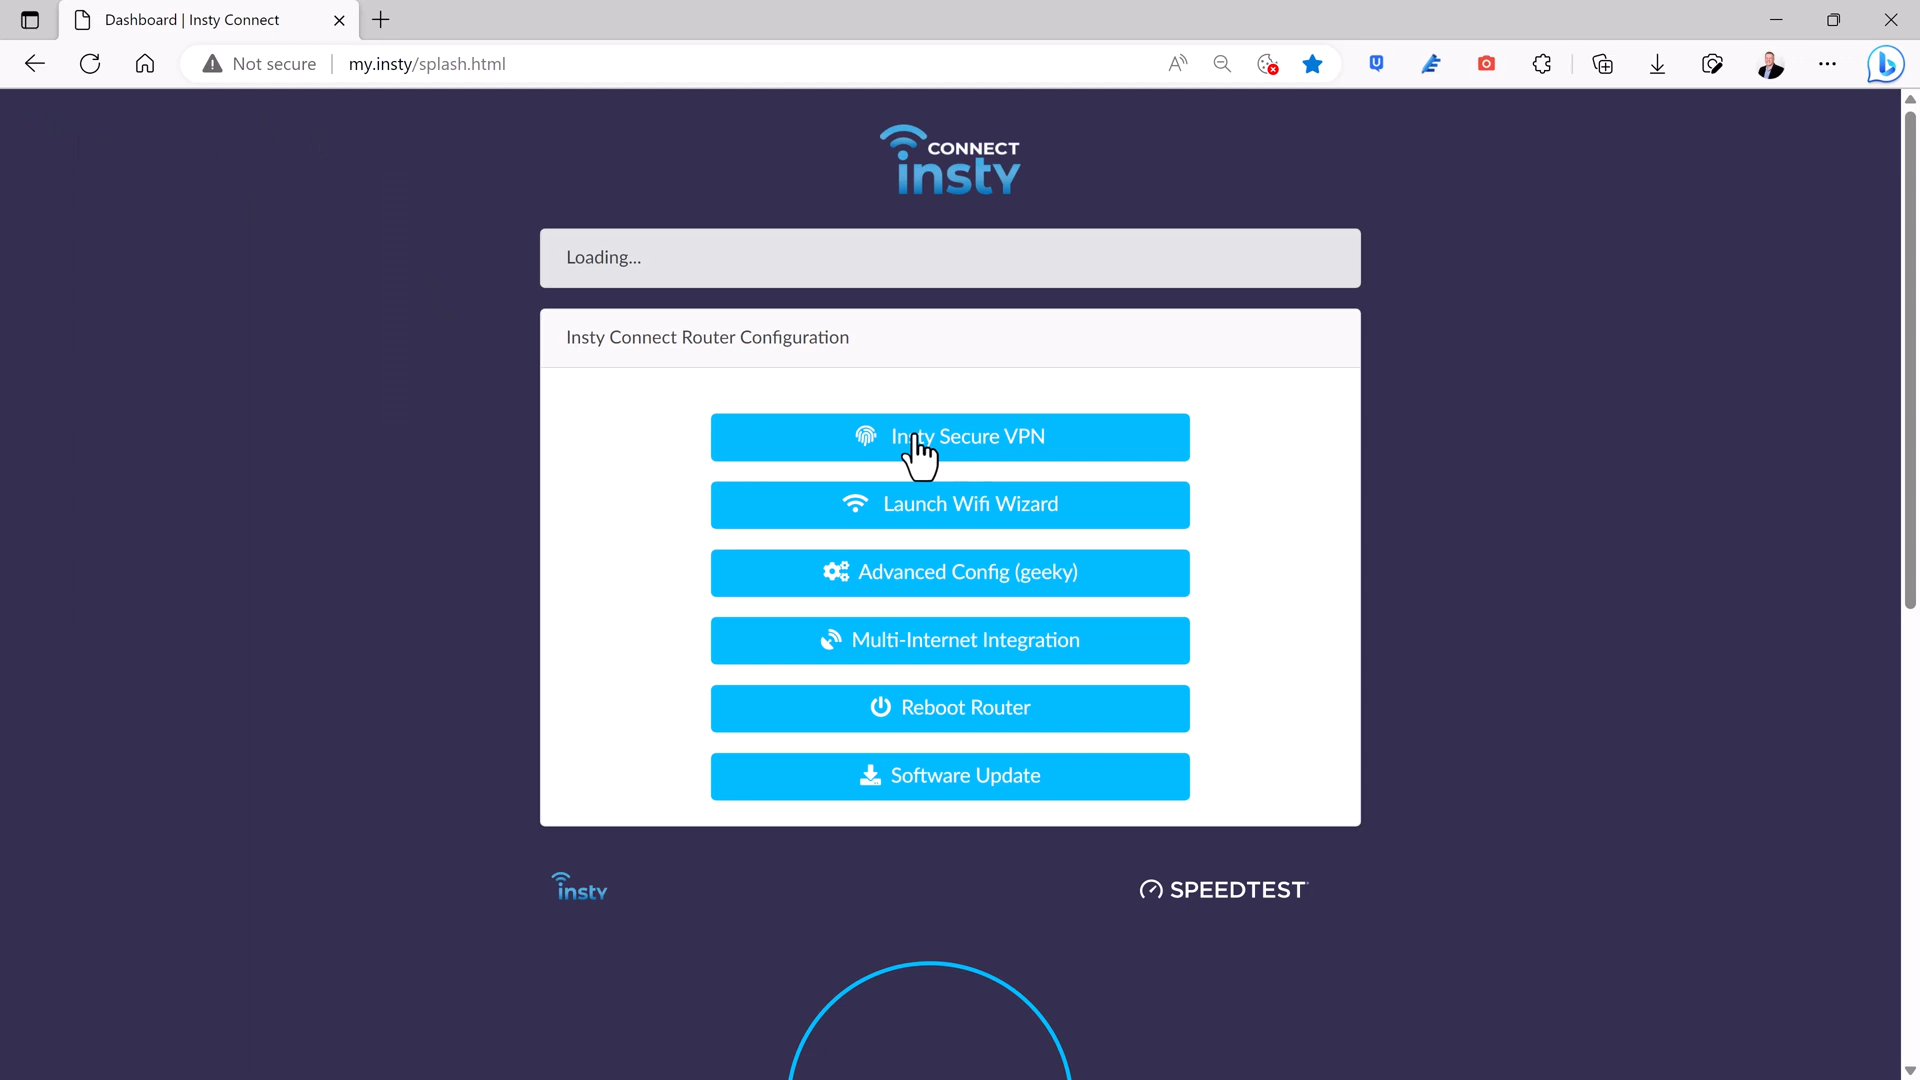 Dashboard | Insty Connect
Not secure
my.insty/splash.html
CONNECT
insty
Loading...
Insty Connect Router Configuration
Insty Secure VPN
Launch Wifi Wizard
Advanced Config (geeky)
Multi-Internet Integration
Reboot Router
Software Update
insty
SPEEDTEST